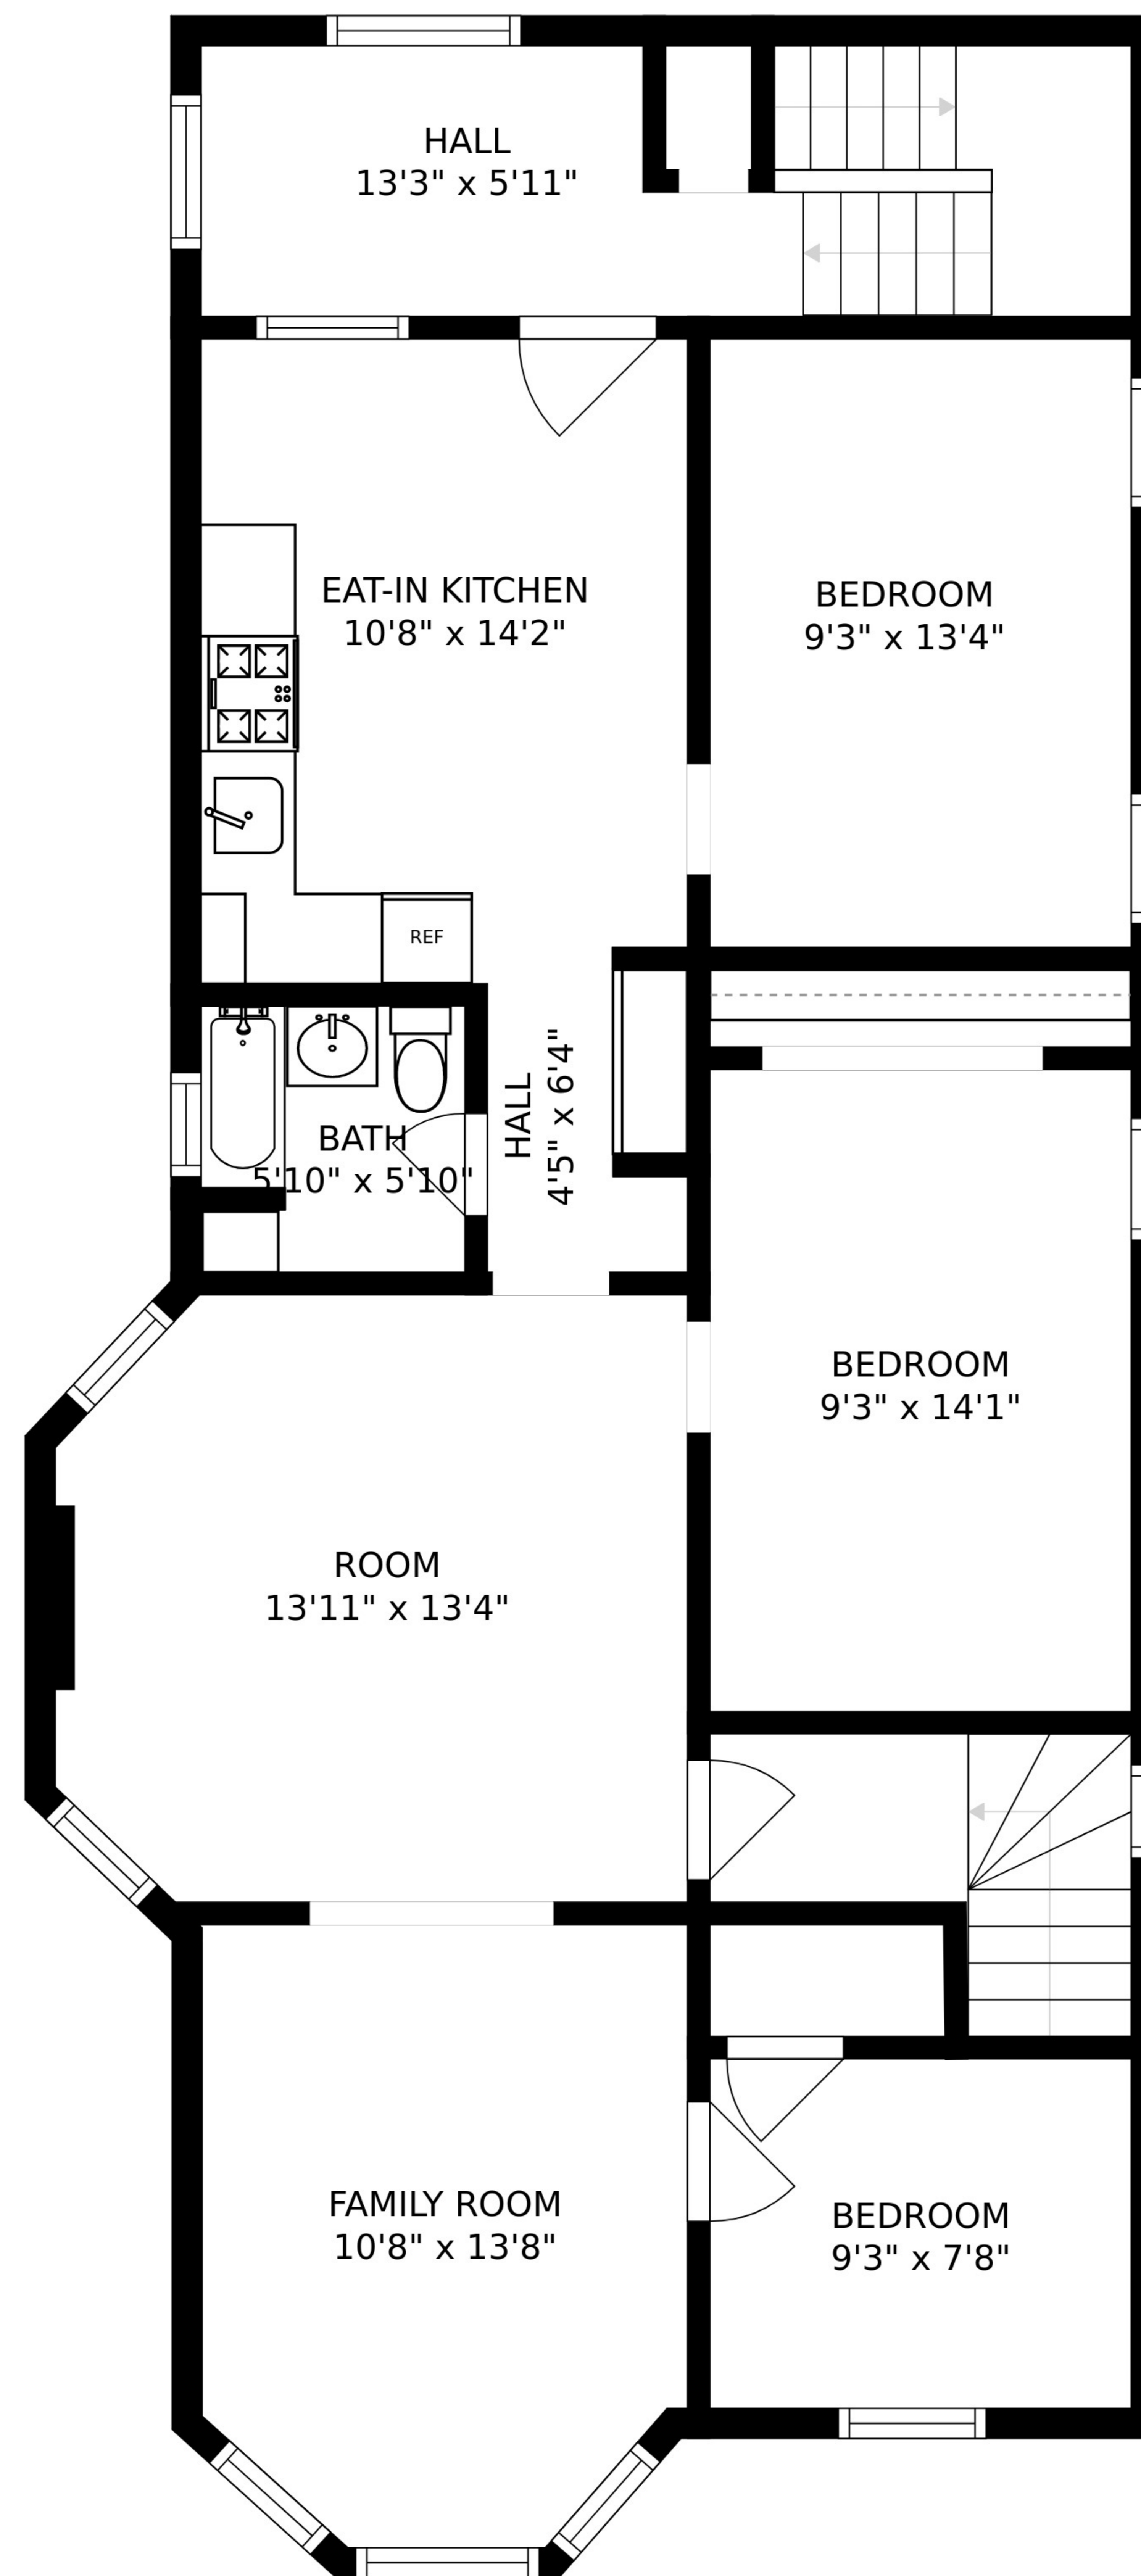 HALL
13'3" x 5'11"
EAT-IN KITCHEN
10'8" x 14'2"
BEDROOM
9'3" x 13'4"
REF
HALL
4'5" x 6'4"
BATH
5'10" x 5'10"
BEDROOM
9'3" x 14'1"
ROOM
13'11" x 13'4"
FAMILY ROOM
10'8" x 13'8"
BEDROOM
9'3" x 7'8"